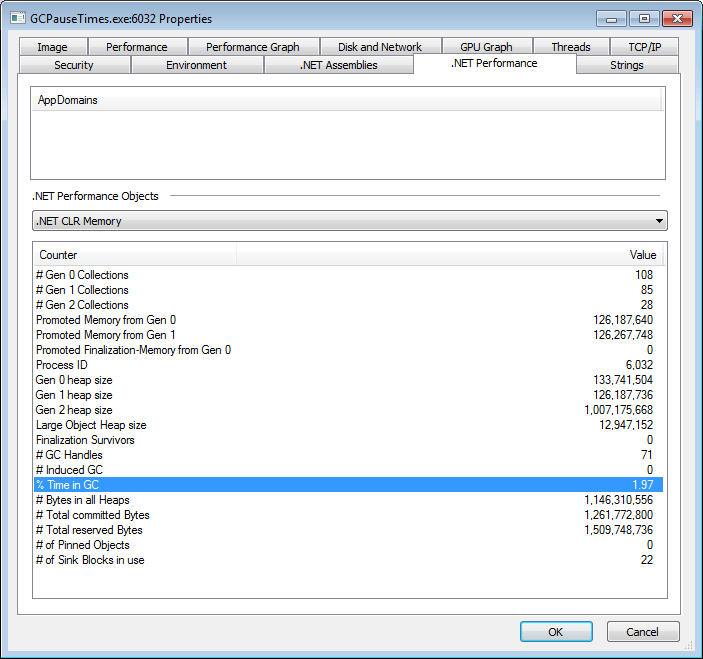 GCPauseTimes.exe:6032 Properties
Image Performance Performance Graph Disk and Network GPU Graph Threads TCP/IP
Security Environment .NET Assemblies .NET Performance Strings
AppDomains
.NET Performance Objects
.NET CLR Memory
Counter Value
# Gen 0 Collections 108
# Gen 1 Collections 85
# Gen 2 Collections 28
Promoted Memory from Gen 0 126,187,640
Promoted Memory from Gen 1 126,267,748
Promoted Finalization-Memory from Gen 0 0
Process ID 6,032
Gen 0 heap size 133,741,504
Gen 1 heap size 126,187,736
Gen 2 heap size 1,007,175,668
Large Object Heap size 12,947,152
Finalization Survivors 0
# GC Handles 71
# Induced GC 0
% Time in GC 1.97
# Bytes in all Heaps 1,146,310,556
# Total committed Bytes 1,261,772,800
# Total reserved Bytes 1,509,748,736
# of Pinned Objects 0
# of Sink Blocks in use 22
OK Cancel